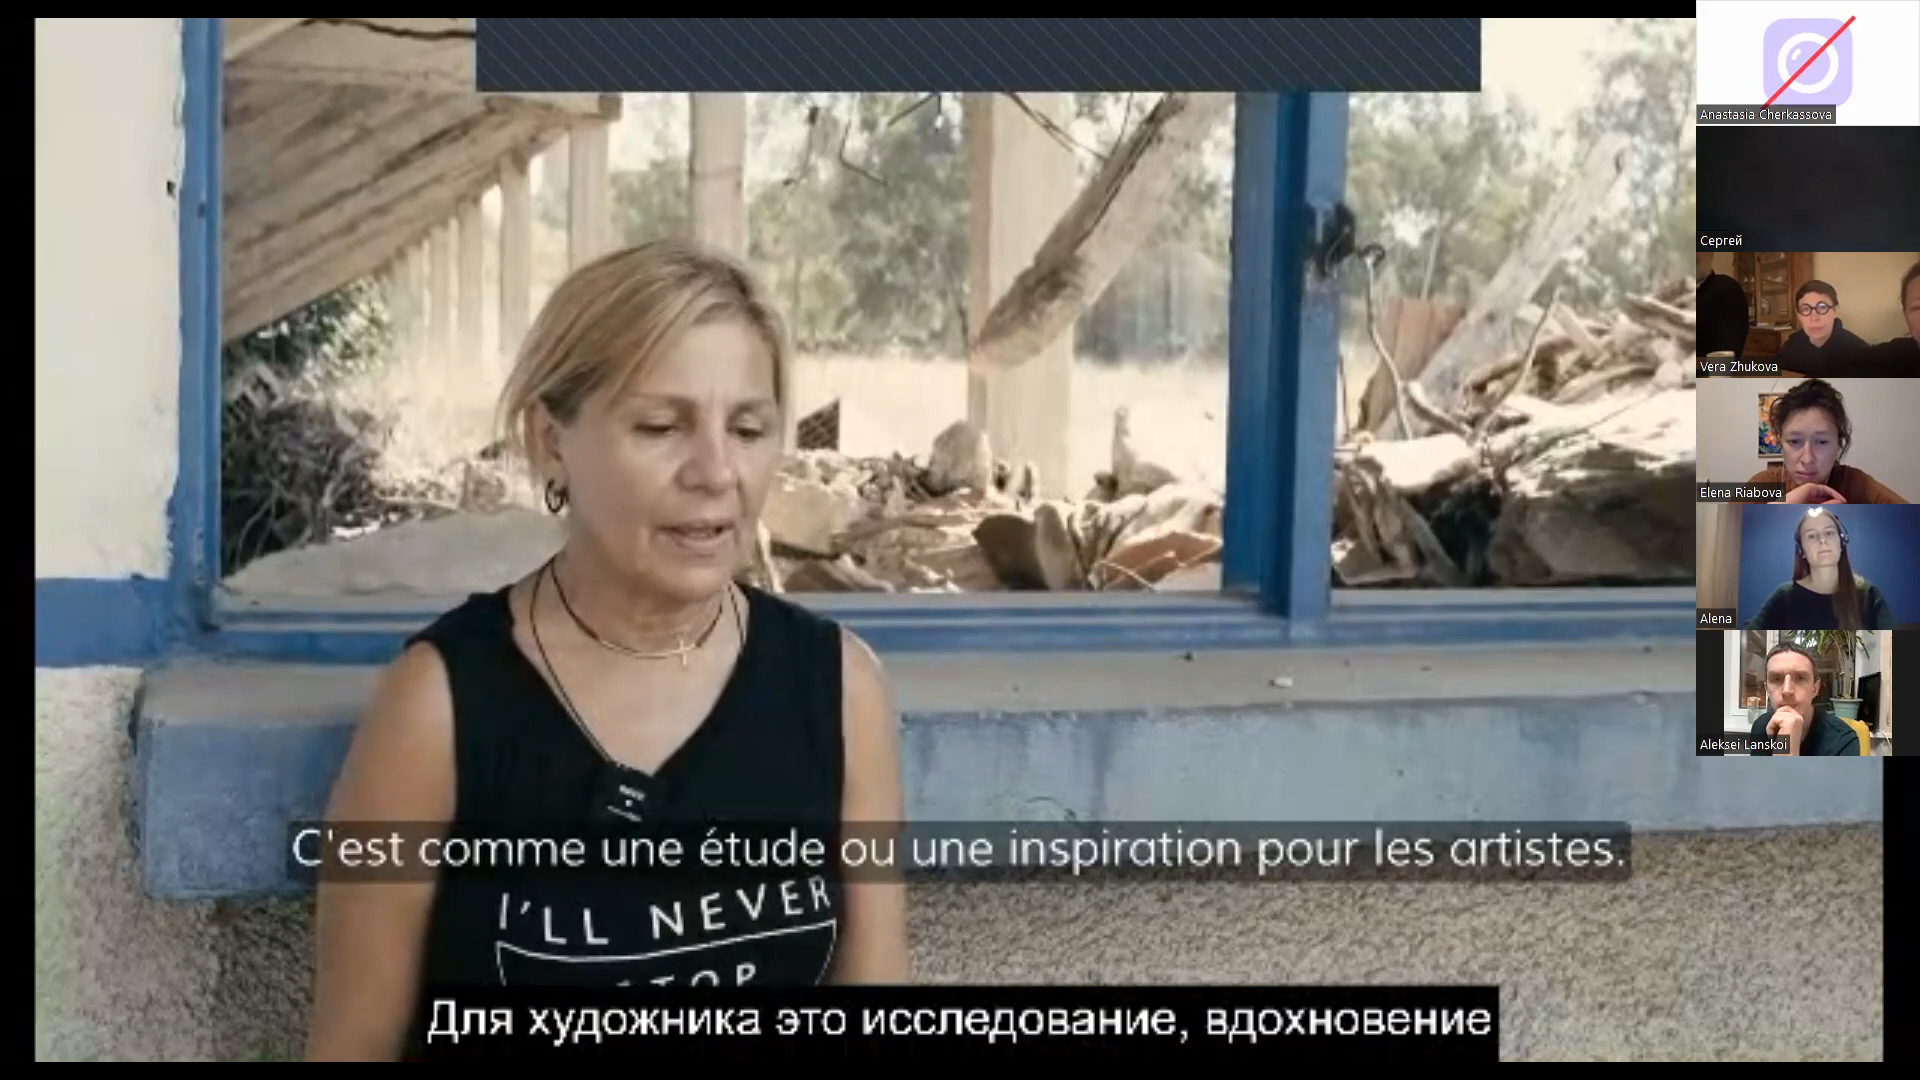 C'est comme une étude ou une inspiration pour les artistes.
I'LL NEVER
STOP
Для художника это исследование, вдохновение
Anastasia Cherkassova
Сергей
Vera Zhukova
Elena Riabova
Alena
Aleksei Lanskoi